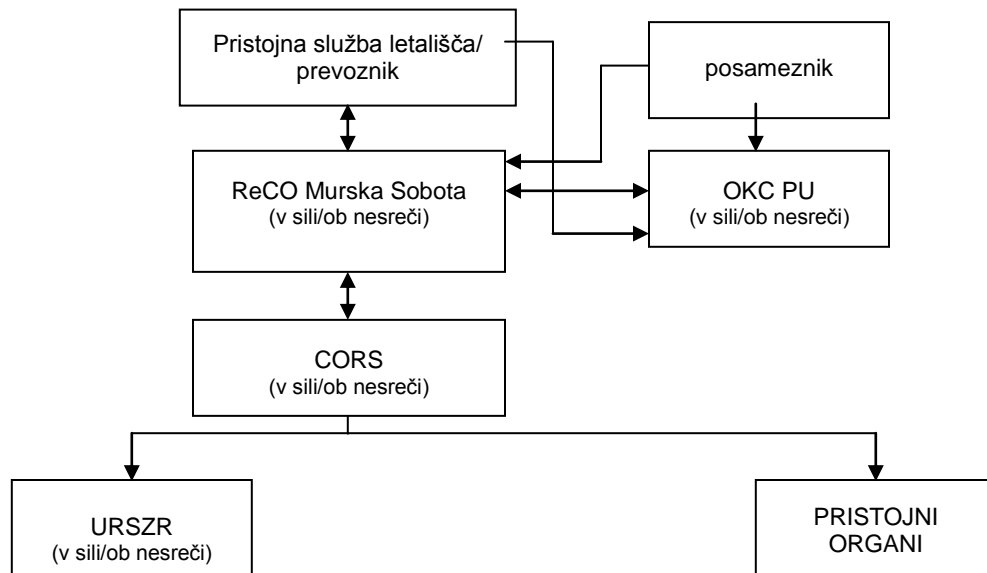 Pristojna služba letališča/
prevoznik
posameznik
ReCO Murska Sobota
(v sili/ob nesreči)
OKC PU
(v sili/ob nesreči)
CORS
(v sili/ob nesreči)
URSZR
(v sili/ob nesreči)
PRISTOJNI
ORGANI